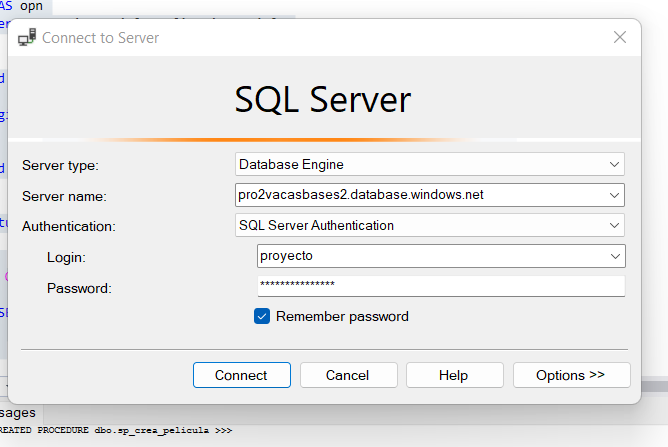 AS opn
Connect to Server
SQL Server
Server type:
Database Engine
Server name:
pro2vacasbases2.database.windows.net
Authentication:
SQL Server Authentication
Login:
proyecto
Password:
***************
Remember password
Connect
Cancel
Help
Options >>
sages
REATED PROCEDURE dbo.sp_crea_pelicula >>>